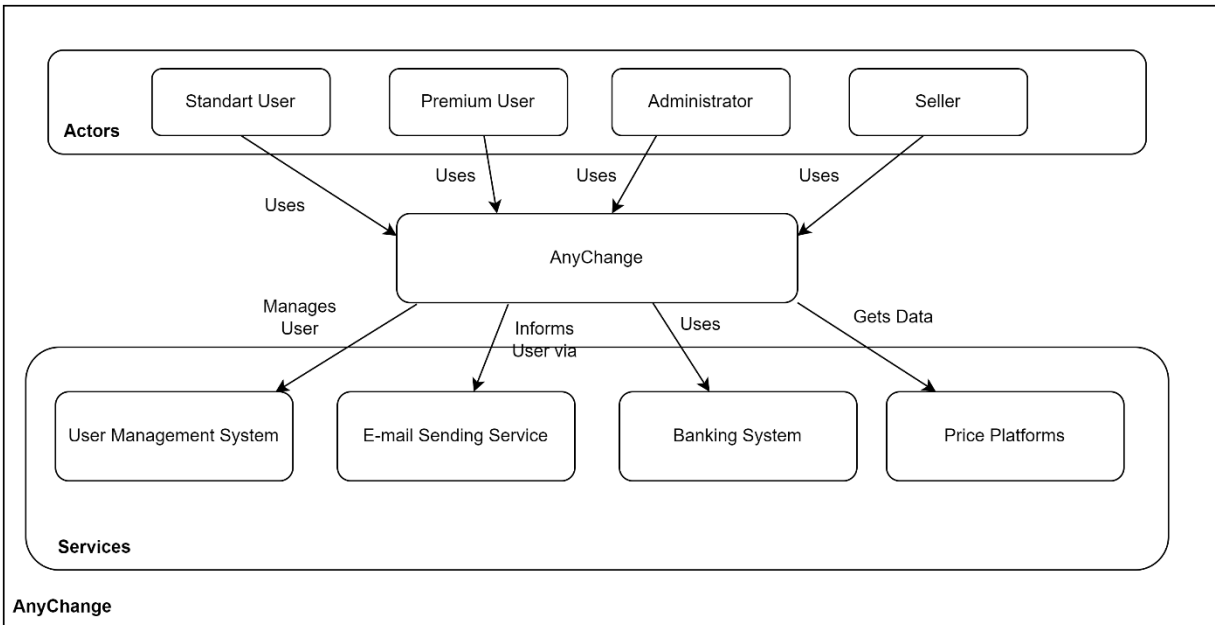 Standart User
Premium User
Administrator
Seller
Actors
Uses
Uses
Uses
Uses
AnyChange
Manages
User
Informs
User via
Uses
Gets Data
User Management System
E-mail Sending Service
Banking System
Price Platforms
Services
AnyChange